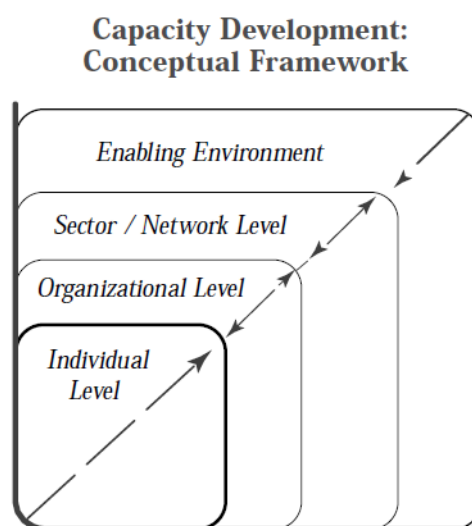 Capacity Development:
Conceptual Framework
Enabling Environment
Sector / Network Level
Organizational Level
Individual
Level